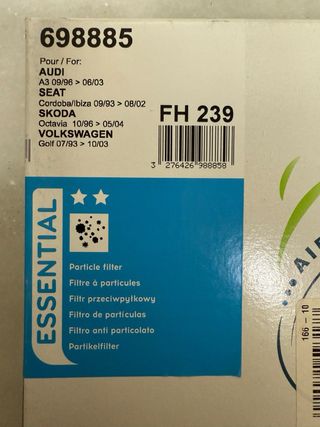 698885
Pour / For:
AUDI
A3 09/96 > 06/03
SEAT
Cordoba/Ibiza 09/93 > 08/02
SKODA
Octavia 10/96 > 05/04
VOLKSWAGEN
Golf 07/93 > 10/03
FH 239
3 276426 988858
ESSENTIAL
Particle filter
Filtre à particules
Filtr przeciwpyłkowy
Filtro de partículas
Filtro anti particolato
Partikelfilter
...AIR
166 - 10